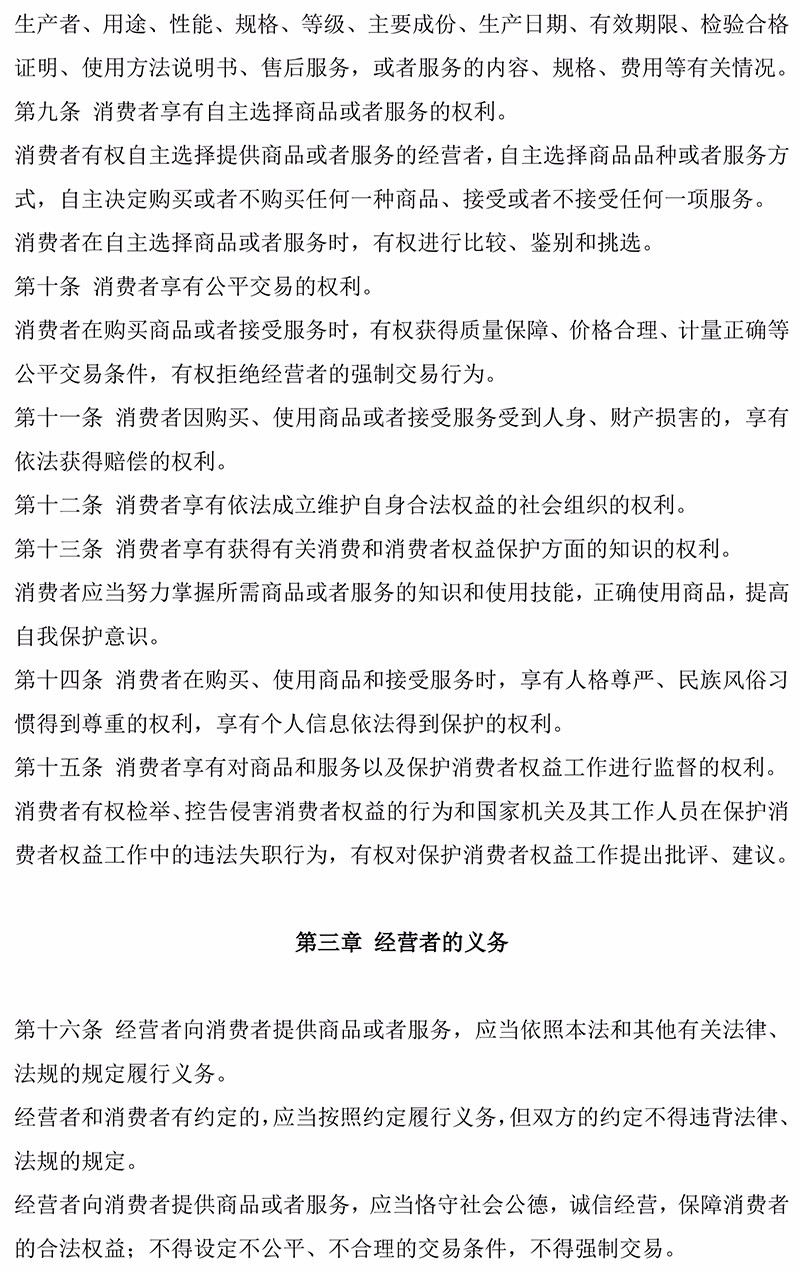 生产者、用途、性能、规格、等级、主要成份、生产日期、有效期限、检验合格
证明、使用方法说明书、售后服务，或者服务的内容、规格、费用等有关情况。
第九条 消费者享有自主选择商品或者服务的权利。
消费者有权自主选择提供商品或者服务的经营者，自主选择商品品种或者服务方
式，自主决定购买或者不购买任何一种商品、接受或者不接受任何一项服务。
消费者在自主选择商品或者服务时，有权进行比较、鉴别和挑选。
第十条 消费者享有公平交易的权利。
消费者在购买商品或者接受服务时，有权获得质量保障、价格合理、计量正确等
公平交易条件，有权拒绝经营者的强制交易行为。
第十一条 消费者因购买、使用商品或者接受服务受到人身、财产损害的，享有
依法获得赔偿的权利。
第十二条 消费者享有依法成立维护自身合法权益的社会组织的权利。
第十三条 消费者享有获得有关消费和消费者权益保护方面的知识的权利。
消费者应当努力掌握所需商品或者服务的知识和使用技能，正确使用商品，提高
自我保护意识。
第十四条 消费者在购买、使用商品和接受服务时，享有人格尊严、民族风俗习
惯得到尊重的权利，享有个人信息依法得到保护的权利。
第十五条 消费者享有对商品和服务以及保护消费者权益工作进行监督的权利。
消费者有权检举、控告侵害消费者权益的行为和国家机关及其工作人员在保护消
费者权益工作中的违法失职行为，有权对保护消费者权益工作提出批评、建议。
第三章 经营者的义务
第十六条 经营者向消费者提供商品或者服务，应当依照本法和其他有关法律、
法规的规定履行义务。
经营者和消费者有约定的，应当按照约定履行义务，但双方的约定不得违背法律、
法规的规定。
经营者向消费者提供商品或者服务，应当恪守社会公德，诚信经营，保障消费者
的合法权益；不得设定不公平、不合理的交易条件，不得强制交易。